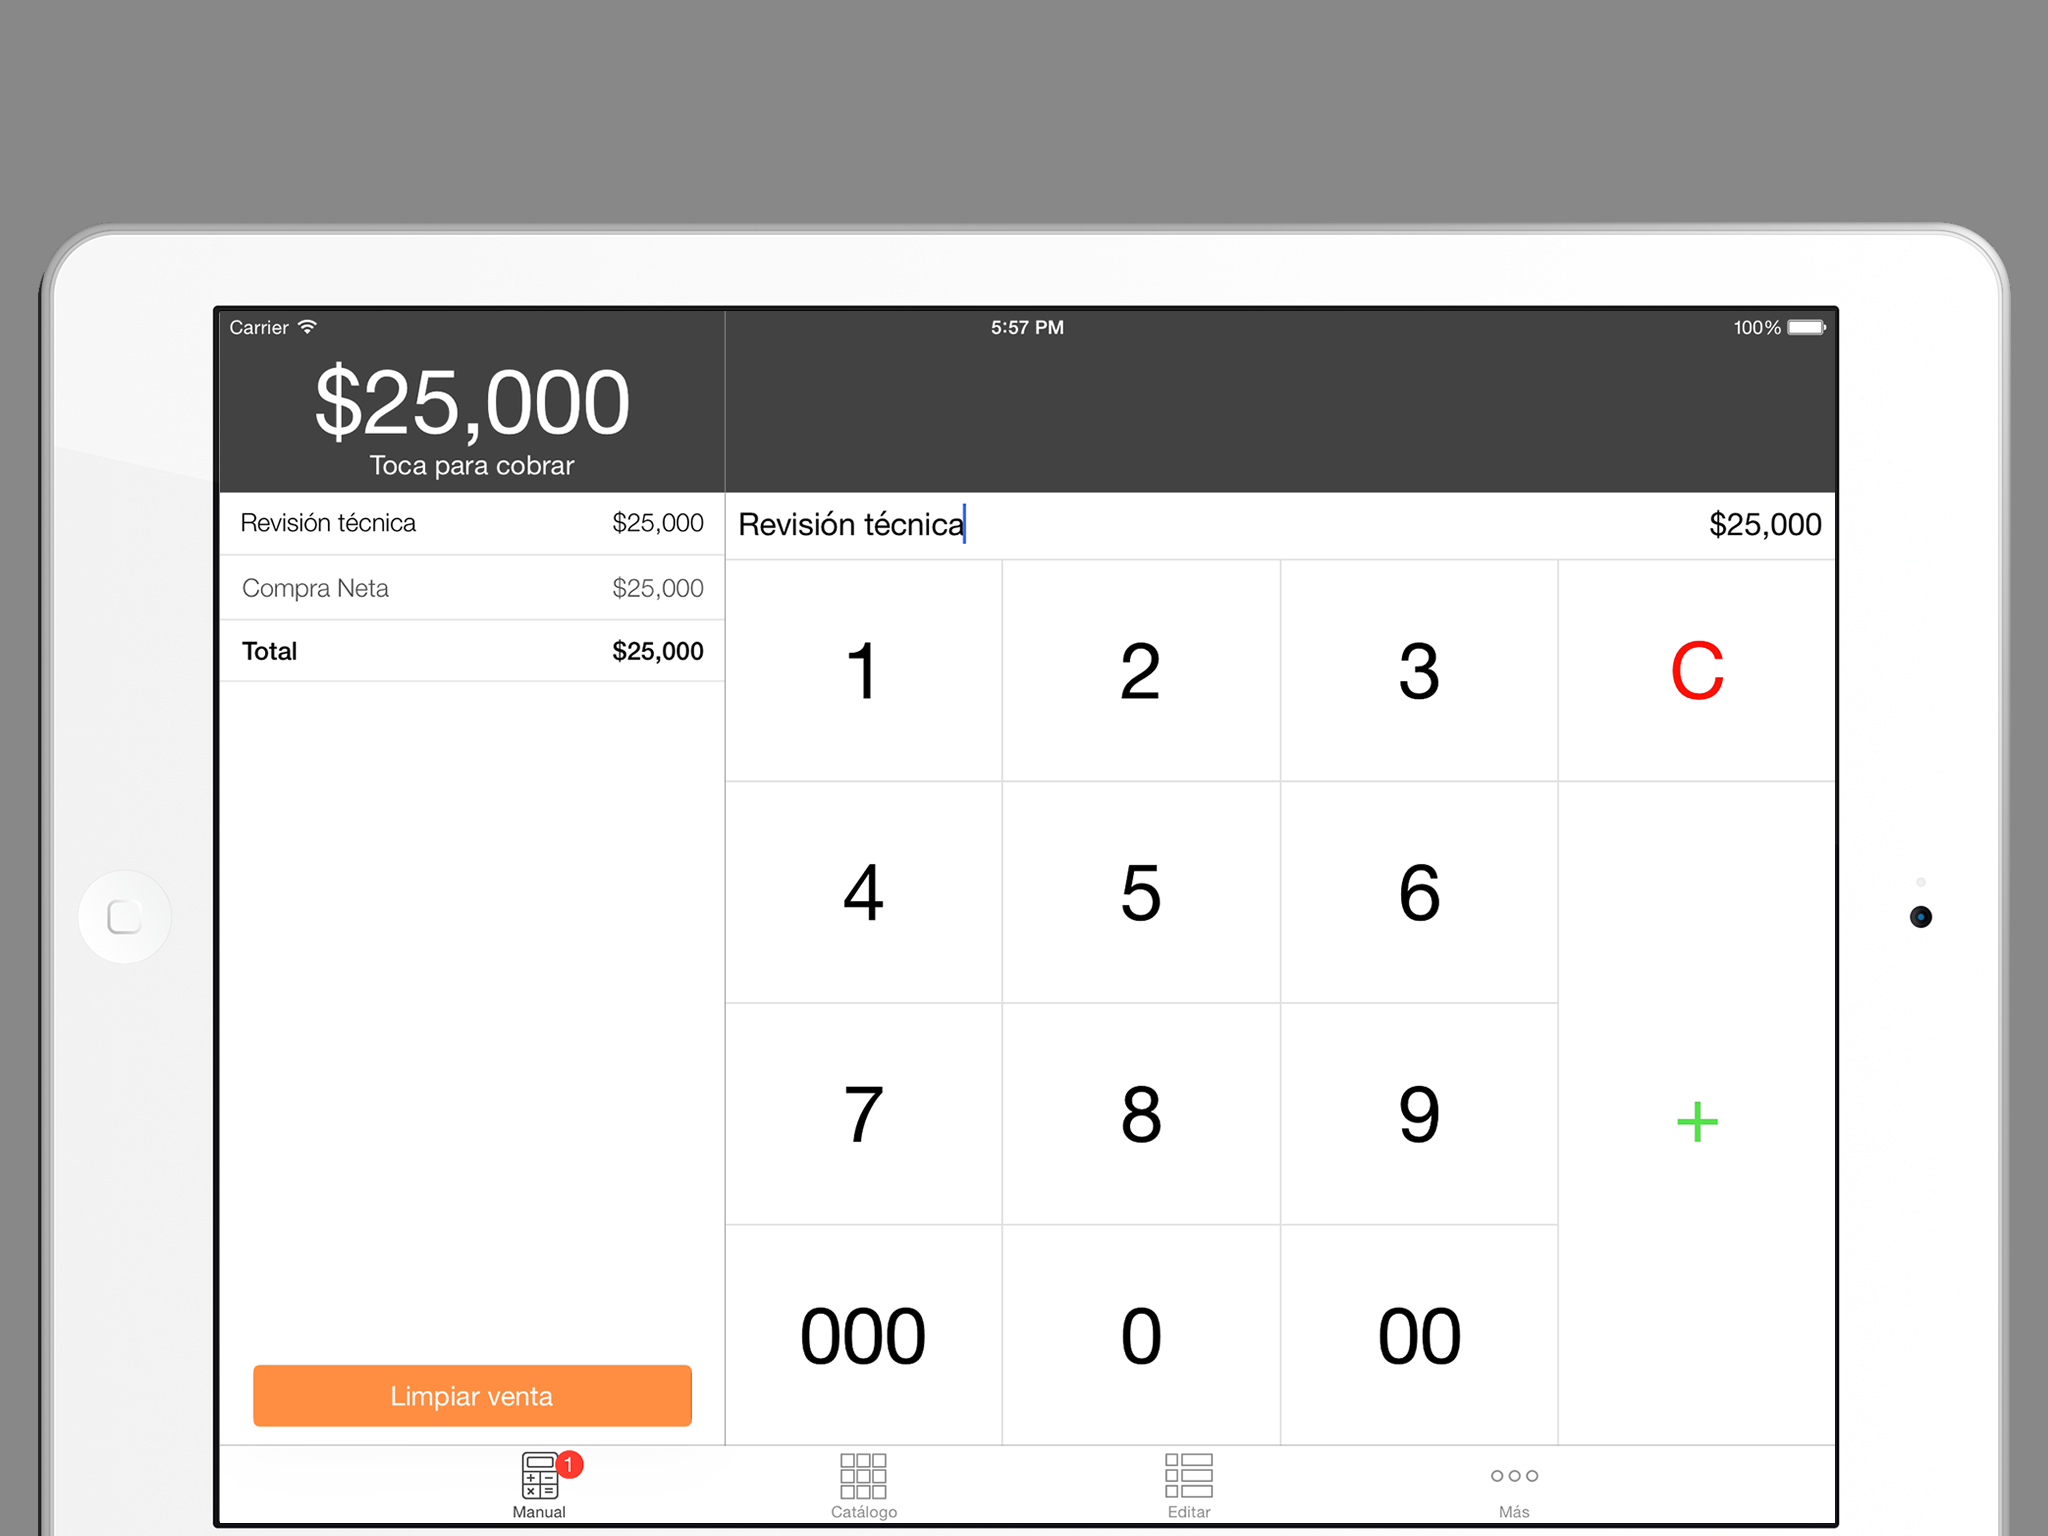 Carrier
5:57 PM
100%
$25,000
Toca para cobrar
Revisión técnica $25,000
Compra Neta $25,000
Total $25,000
Limpiar venta
Revisión técnica $25,000
1 2 3 C
4 5 6
7 8 9 +
000 0 00
1
Manual
Catálogo
Editar
Más